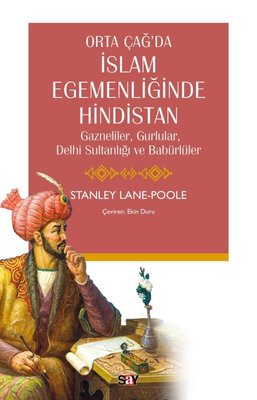 ORTA ÇAĞ'DA
İSLAM
EGEMENLİĞİNDE
HİNDİSTAN
Gazneliler, Gurlular,
Delhi Sultanlığı ve Babürlüler
STANLEY LANE-POOLE
Çeviren: Ekin Duru
say